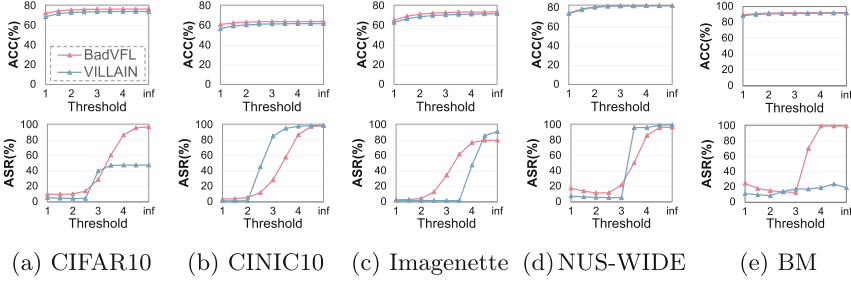 80 60 40 20 0 ACC(%) 1 2 3 4 inf Threshold BadVFL VILLAIN
80 60 40 20 0 ACC(%) 1 2 3 4 inf Threshold
80 60 40 20 0 ACC(%) 1 2 3 4 inf Threshold
80 60 40 20 0 ACC(%) 1 2 3 4 inf Threshold
100 80 60 40 20 0 ACC(%) 1 2 3 4 inf Threshold
100 80 60 40 20 0 ASR(%) 1 2 3 4 inf Threshold
100 80 60 40 20 0 ASR(%) 1 2 3 4 inf Threshold
100 80 60 40 20 0 ASR(%) 1 2 3 4 inf Threshold
100 80 60 40 20 0 ASR(%) 1 2 3 4 inf Threshold
100 80 60 40 20 0 ASR(%) 1 2 3 4 inf Threshold
(a) CIFAR10 (b) CINIC10 (c) Imagenette (d) NUS-WIDE (e) BM